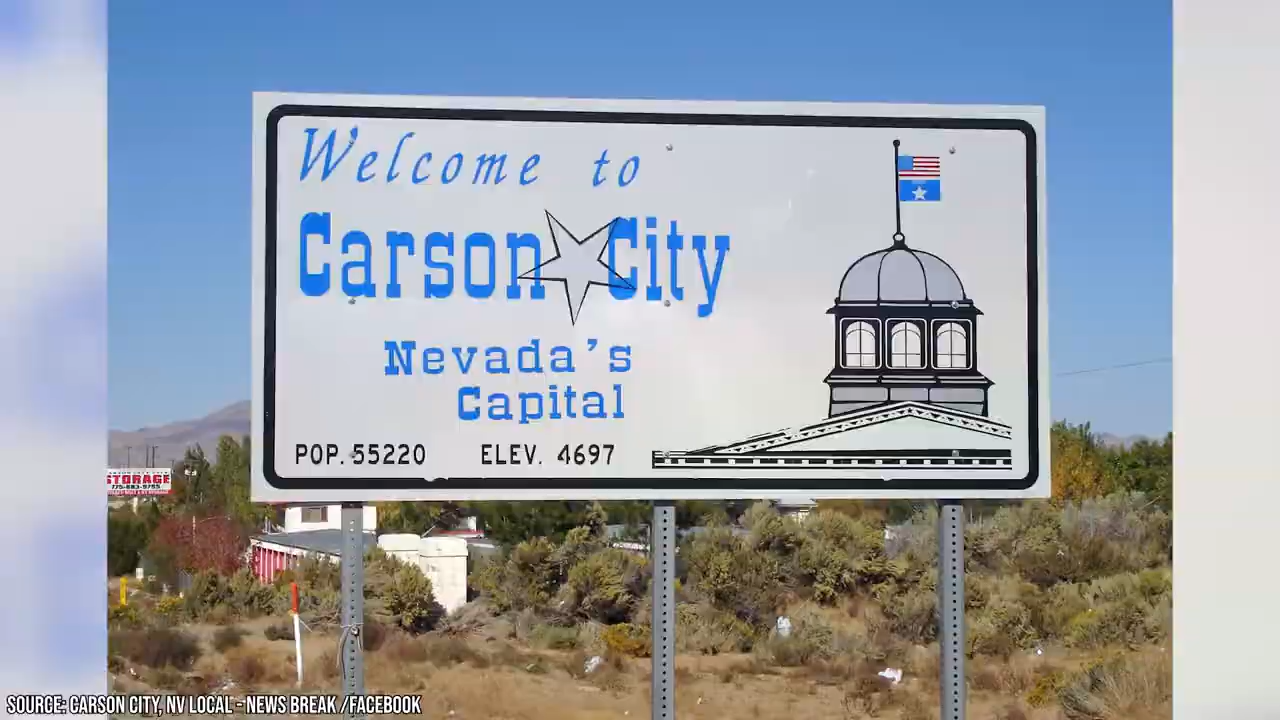 Welcome to
Carson City
Nevada's
Capital
POP. 55220 ELEV. 4697
STORAGE
SOURCE: CARSON CITY, NV LOCAL - NEWS BREAK /FACEBOOK